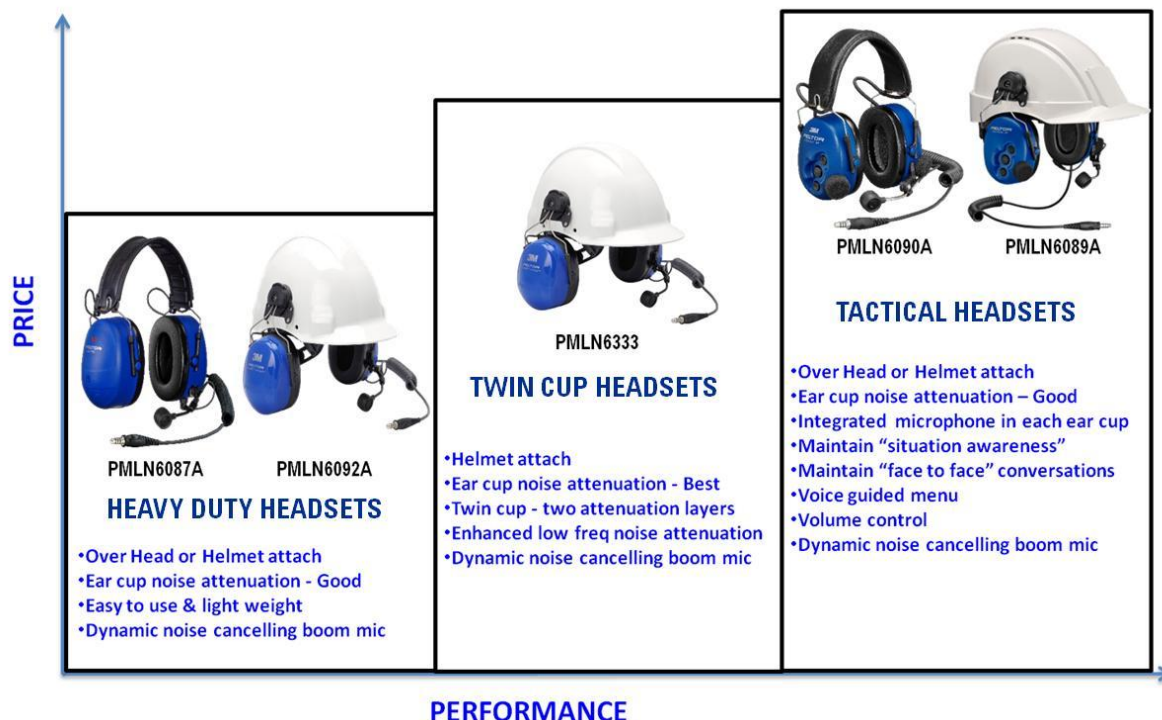 PRICE
PMLN6087A
PMLN6092A
HEAVY DUTY HEADSETS
•Over Head or Helmet attach
•Ear cup noise attenuation - Good
•Easy to use & light weight
•Dynamic noise cancelling boom mic
3M
PMLN6333
TWIN CUP HEADSETS
•Helmet attach
•Ear cup noise attenuation - Best
•Twin cup - two attenuation layers
•Enhanced low freq noise attenuation
•Dynamic noise cancelling boom mic
3M
PELTOR
PMLN6090A
PMLN6089A
TACTICAL HEADSETS
•Over Head or Helmet attach
•Ear cup noise attenuation – Good
•Integrated microphone in each ear cup
•Maintain “situation awareness”
•Maintain “face to face” conversations
•Voice guided menu
•Volume control
•Dynamic noise cancelling boom mic
PERFORMANCE